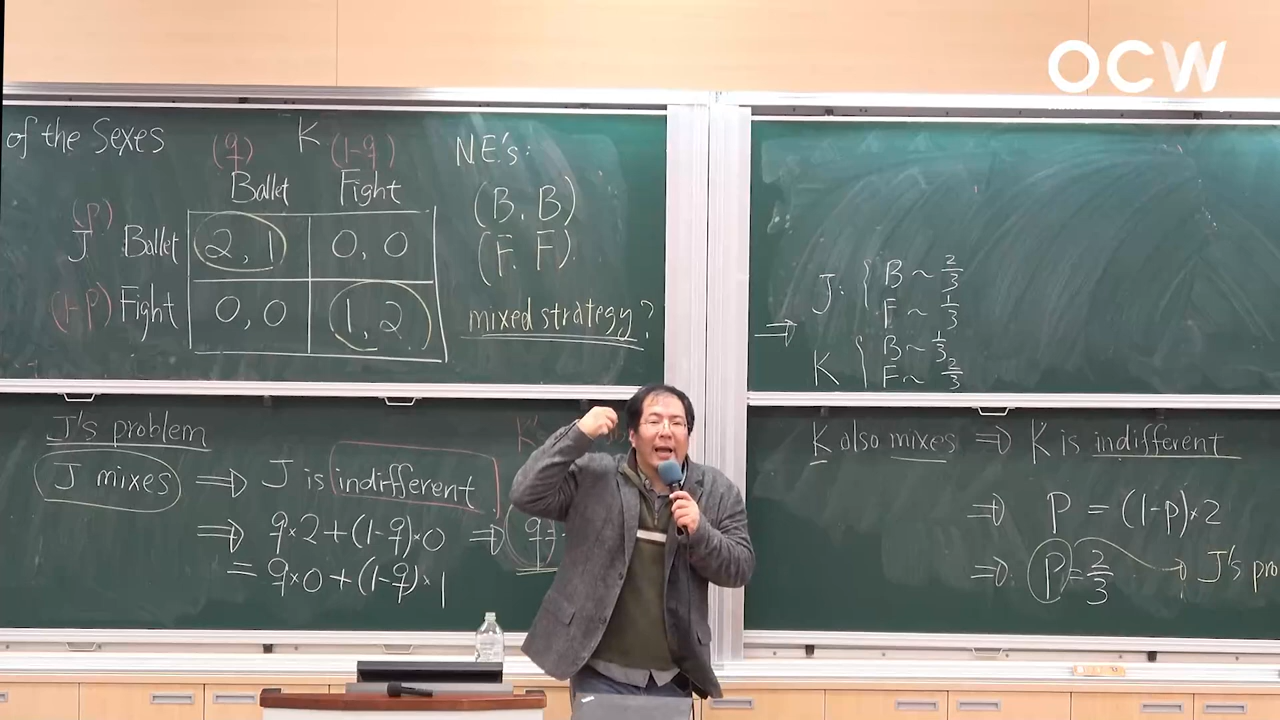 OCW
of the Sexes
K
(q) (1-q)
Ballet Fight
(p)
J Ballet 2, 1 0, 0
(1-p) Fight 0, 0 1, 2
N.E.'s:
(B, B)
(F, F)
mixed strategy?
J's problem
J mixes ⇒ J is indifferent
⇒ q×2+(1-q)×0 ⇒ q
= q×0+(1-q)×1
K's
⇒ J: { B ~ 2/3
F ~ 1/3
K { B ~ 1/3
F ~ 2/3
K also mixes ⇒ K is indifferent
⇒ P = (1-P)×2
⇒ P = 2/3 → J's pro